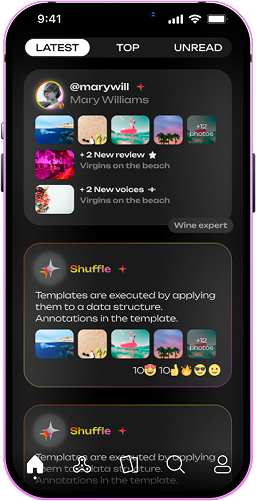 9:41
LATEST
TOP
UNREAD
@marywill
Mary Williams
+12
photos
+ 2 New review
Virgins on the beach
+ 2 New voices
Virgins on the beach
Wine expert
Shuffle
Templates are executed by applying
them to a data structure.
Annotations in the template.
+12
photos
10😍 10👍🔥😎🙂
Shuffle
Templates are executed by applying
them to a data structure.
Annotations in the template.